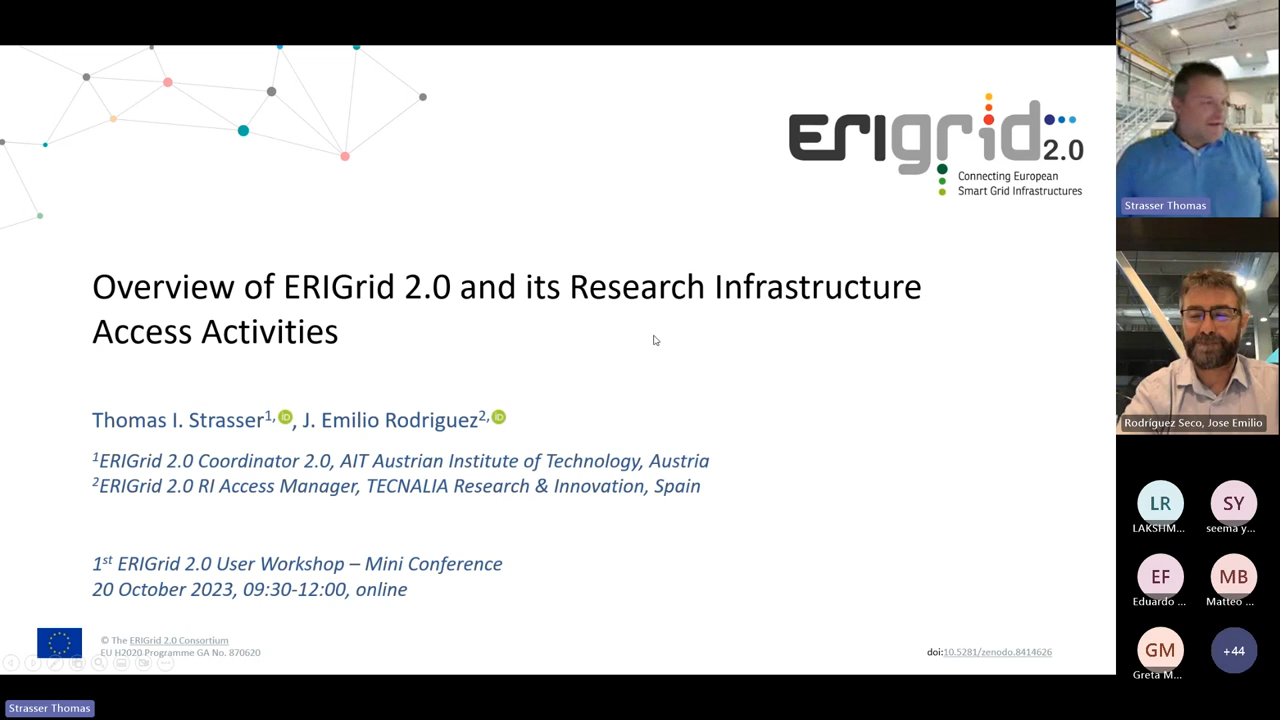 ERIgrid 2.0
Connecting European
Smart Grid Infrastructures
Overview of ERIGrid 2.0 and its Research Infrastructure
Access Activities
Thomas I. Strasser1, iD, J. Emilio Rodriguez2, iD
1ERIGrid 2.0 Coordinator 2.0, AIT Austrian Institute of Technology, Austria
2ERIGrid 2.0 RI Access Manager, TECNALIA Research & Innovation, Spain
1st ERIGrid 2.0 User Workshop – Mini Conference
20 October 2023, 09:30-12:00, online
© The ERIGrid 2.0 Consortium
EU H2020 Programme GA No. 870620
doi:10.5281/zenodo.8414626
Strasser Thomas
Rodríguez Seco, Jose Emilio
LR
LAKSHM...
SY
seema y...
EF
Eduardo ...
MB
Matteo ...
GM
Greta M...
+44
Strasser Thomas